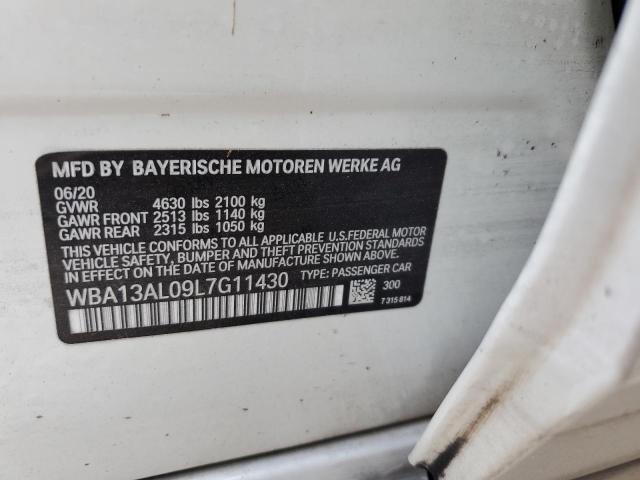 MFD BY BAYERISCHE MOTOREN WERKE AG
06/20
GVWR 4630 lbs 2100 kg
GAWR FRONT 2513 lbs 1140 kg
GAWR REAR 2315 lbs 1050 kg
THIS VEHICLE CONFORMS TO ALL APPLICABLE U.S.FEDERAL MOTOR
VEHICLE SAFETY, BUMPER, AND THEFT PREVENTION STANDARDS
IN EFFECT ON THE DATE OF MANUFACTURE SHOWN ABOVE.
WBA13AL09L7G11430 TYPE: PASSENGER CAR
300
7 315 814